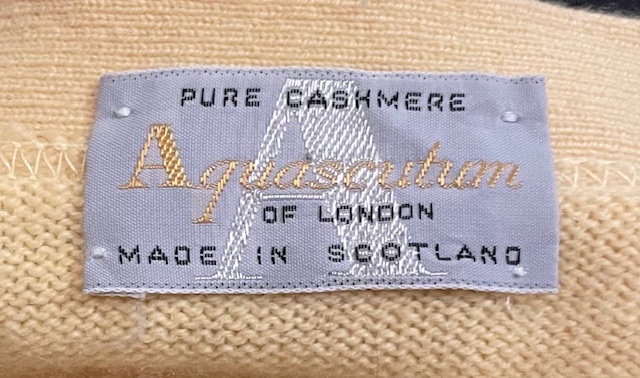 PURE CASHMERE
Aquascutum
OF LONDON
MADE IN SCOTLAND